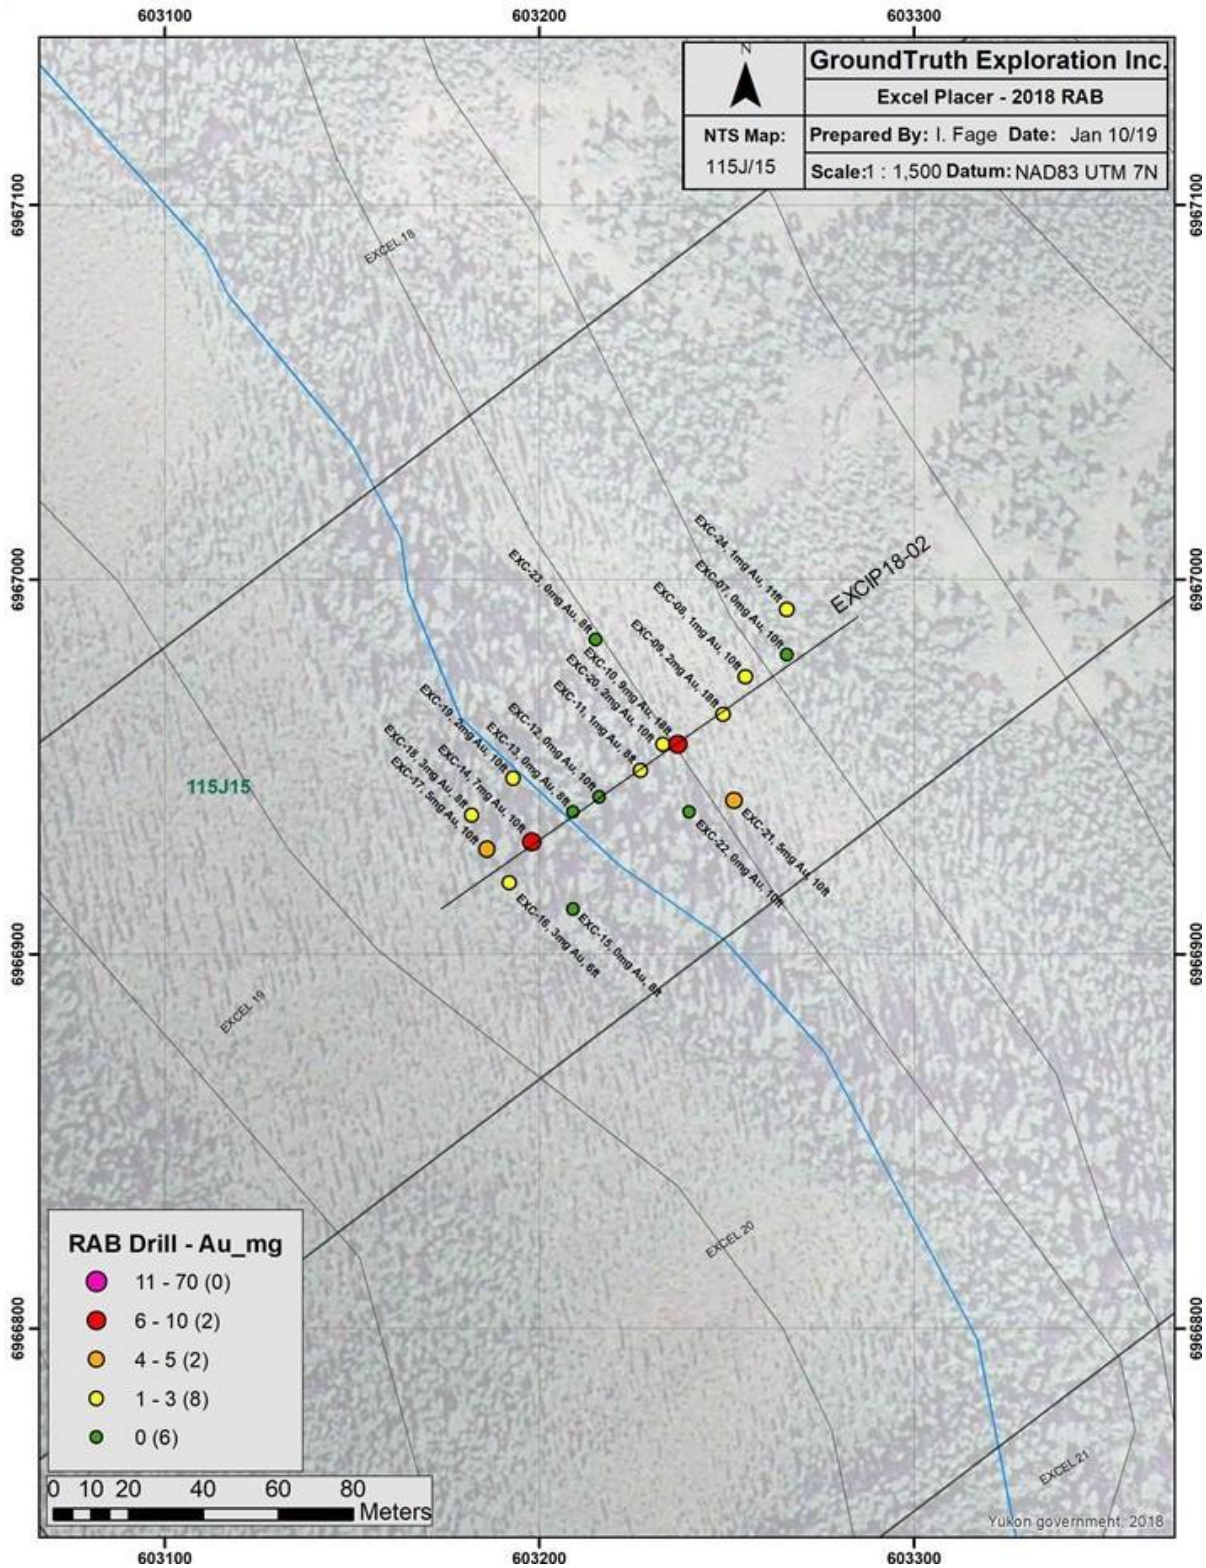 603100 603200 603300
N
GroundTruth Exploration Inc.
Excel Placer - 2018 RAB
NTS Map:
115J/15
Prepared By: I. Fage Date: Jan 10/19
Scale:1 : 1,500 Datum: NAD83 UTM 7N
6967100 6967100
EXCEL 18
6967000 6967000
EXC-24, 1mg Au, 11ft
EXC-07, 0mg Au, 10ft
EXCIP18-02
EXC-23, 0mg Au, 8ft
EXC-08, 1mg Au, 10ft
EXC-09, 2mg Au, 18ft
EXC-10, 9mg Au, 18ft
EXC-20, 2mg Au, 10ft
EXC-11, 1mg Au, 8ft
EXC-12, 0mg Au, 10ft
EXC-13, 0mg Au, 8ft
EXC-19, 2mg Au, 10ft
EXC-14, 7mg Au, 10ft
EXC-18, 3mg Au, 8ft
EXC-17, 5mg Au, 10ft
115J15
EXC-21, 5mg Au, 10ft
EXC-22, 0mg Au, 10ft
EXC-16, 3mg Au, 6ft
EXC-15, 0mg Au, 8ft
6966900 6966900
EXCEL 19
EXCEL 20
RAB Drill - Au_mg
11 - 70 (0)
6 - 10 (2)
4 - 5 (2)
1 - 3 (8)
0 (6)
6966800 6966800
EXCEL 21
0 10 20 40 60 80
Meters
Yukon government, 2018
603100 603200 603300